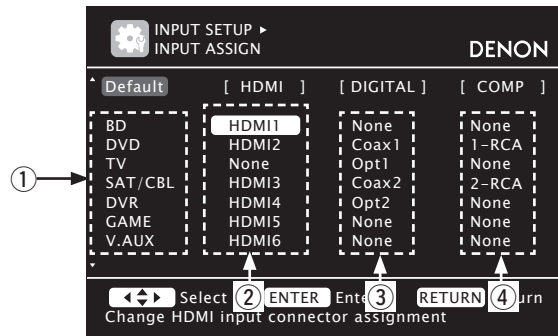 INPUT SETUP ▸
INPUT ASSIGN
DENON
Default [ HDMI ] [ DIGITAL ] [ COMP ]
BD HDMI1 None None
DVD HDMI2 Coax1 1-RCA
TV None Opt1 None
SAT/CBL HDMI3 Coax2 2-RCA
DVR HDMI4 Opt2 None
GAME HDMI5 None None
V.AUX HDMI6 None None
1
2 3 4
Select ENTER Ente RETURN urn
Change HDMI input connector assignment